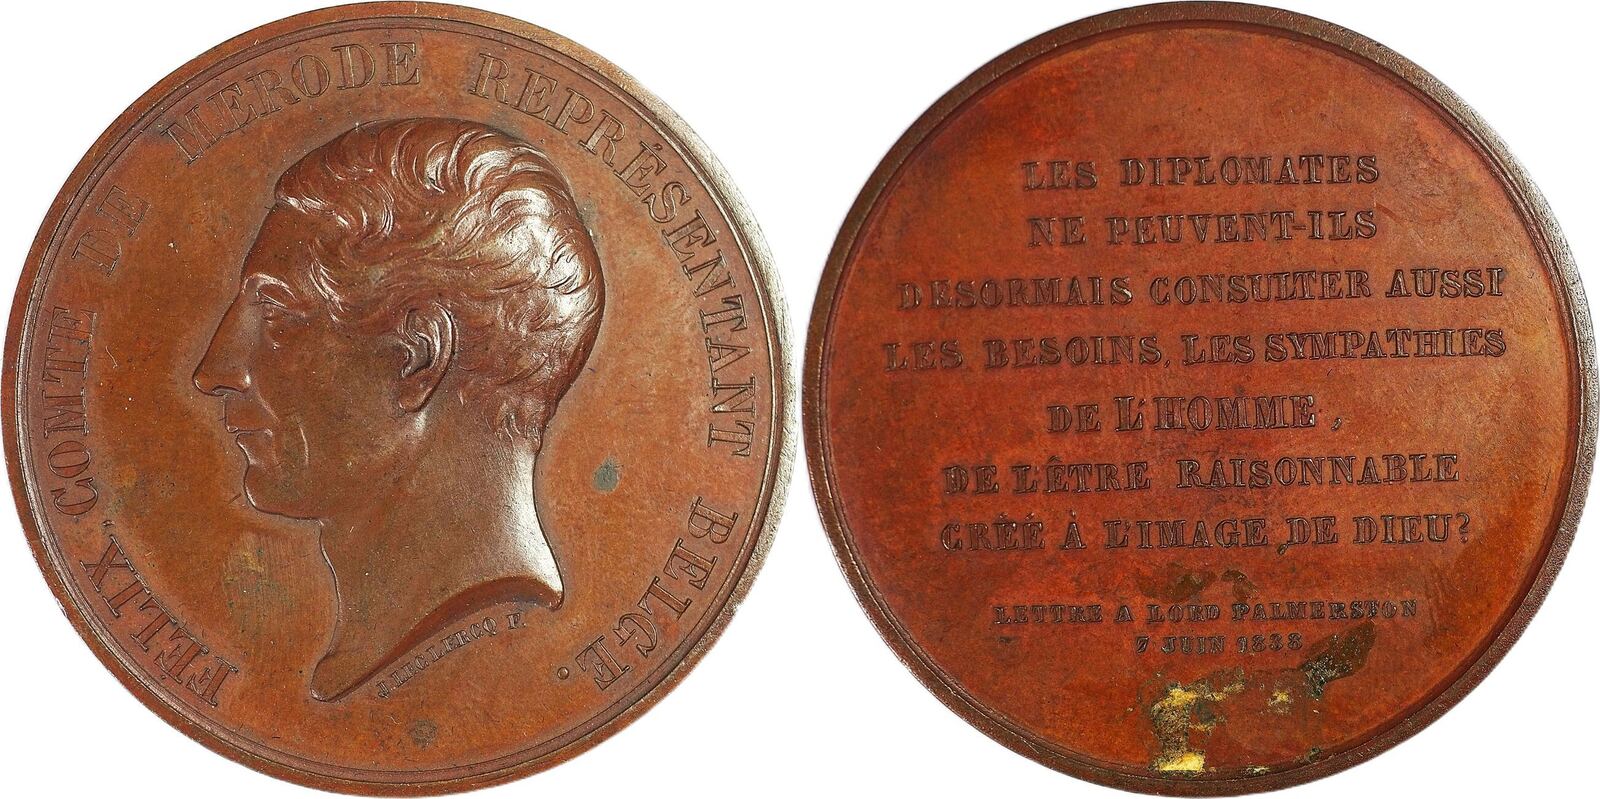 FÉLIX COMTE DE MERODE REPRÉSENTANT BELGE.
J LECLERCQ F.
LES DIPLOMATES
NE PEUVENT-ILS
DESORMAIS CONSULTER AUSSI
LES BESOINS, LES SYMPATHIES
DE L'HOMME,
DE L'ÊTRE RAISONNABLE
CRÉÉ À L'IMAGE DE DIEU?
LETTRE A LORD PALMERSTON
7 JUIN 1838